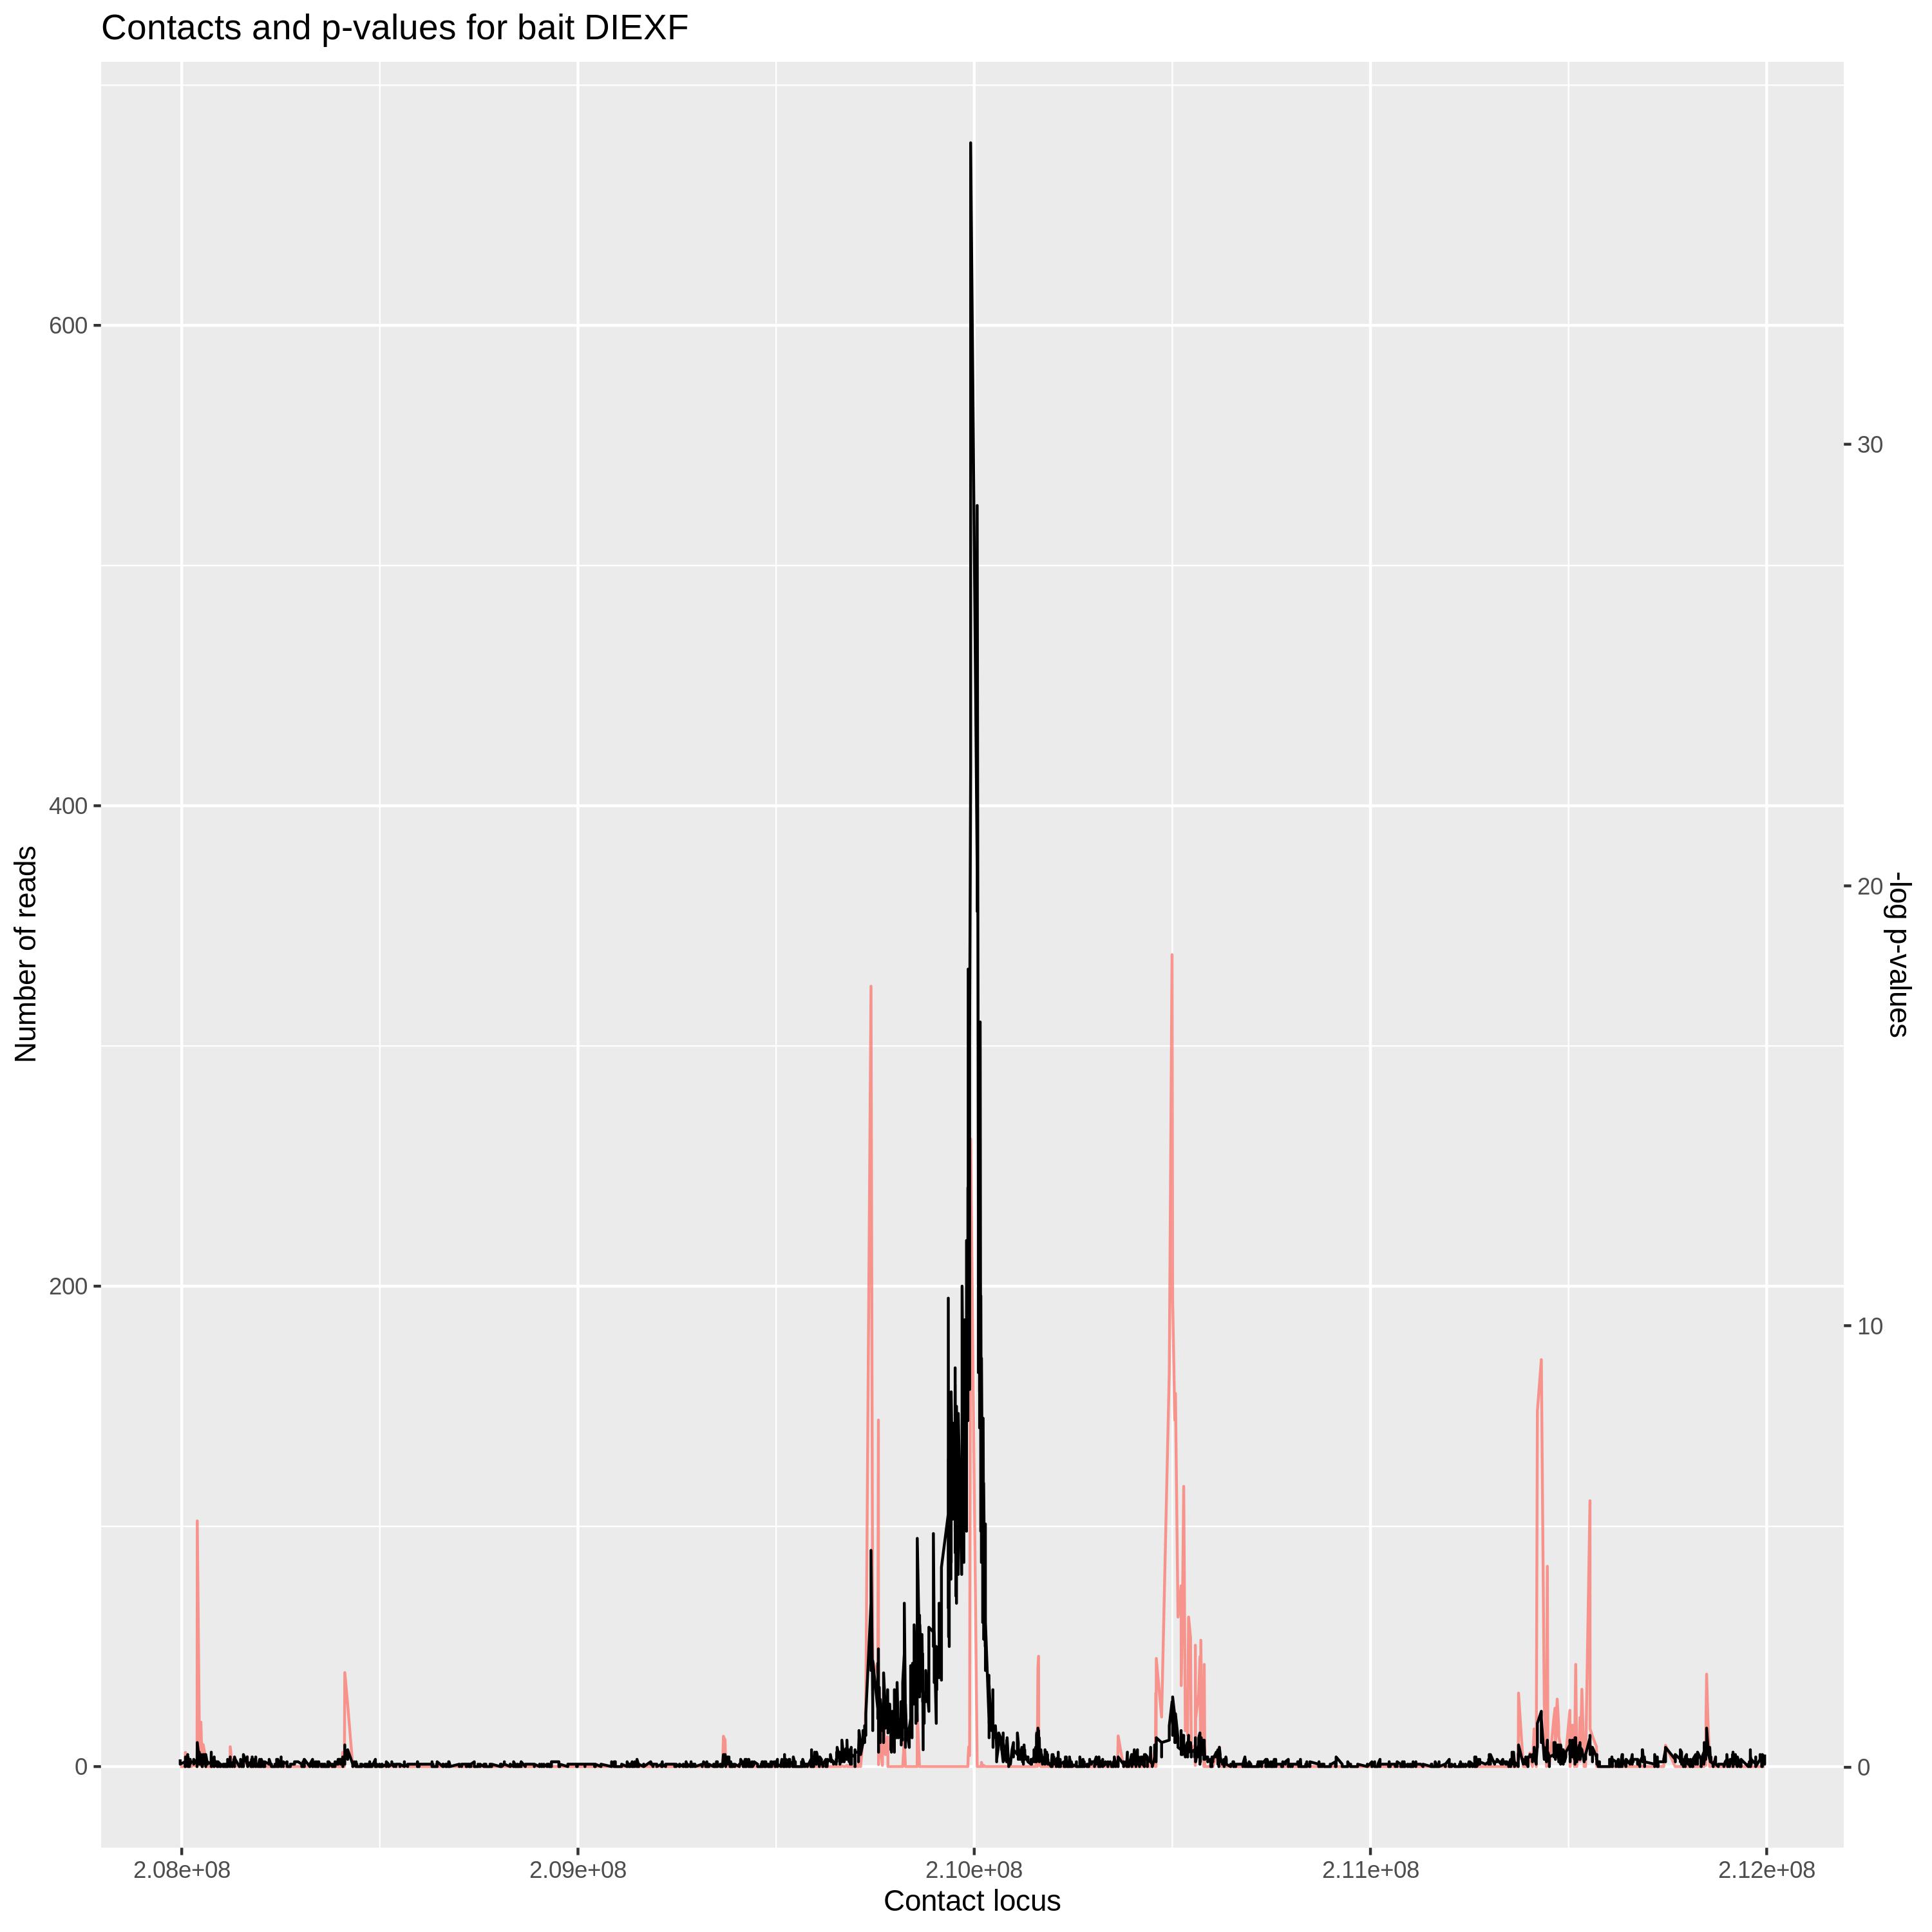 Contacts and p-values for bait DIEXF
600
400
200
0
Number of reads
30
20
10
0
-log p-values
2.08e+08
2.09e+08
2.10e+08
2.11e+08
2.12e+08
Contact locus